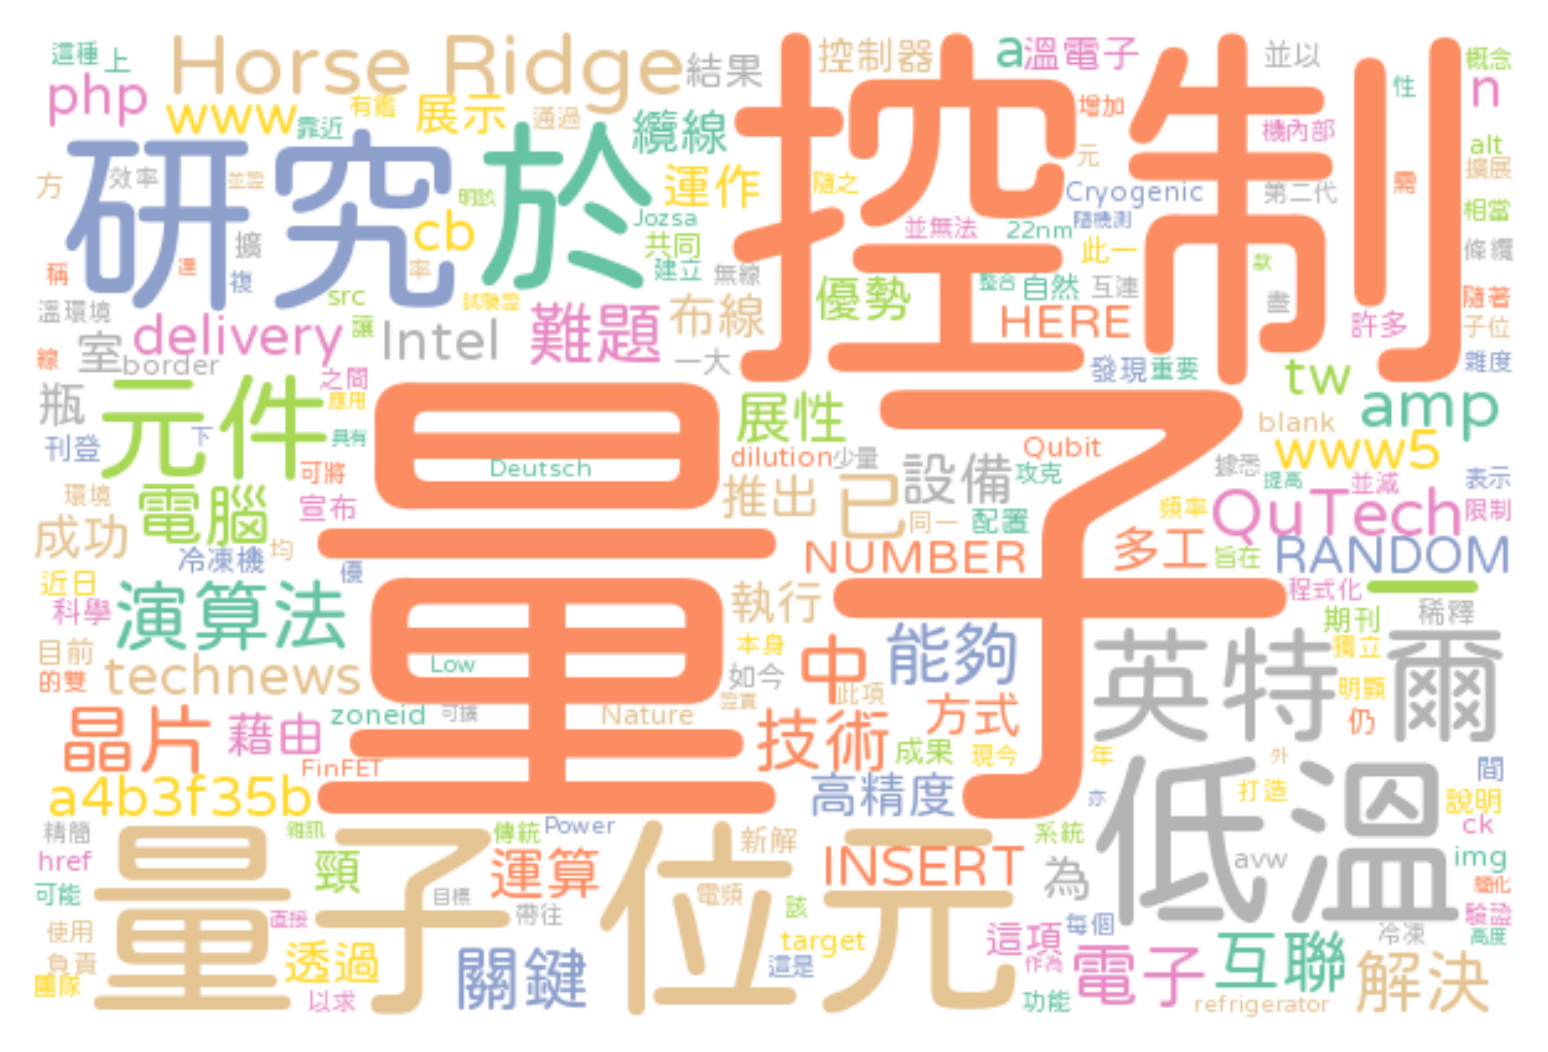 這種 上 Horse Ridge 結果 控制器 a 溫電子 並以 概念
php www 有鑑 展示 通過 靠近 纜線 控制 增加 性 n
研究 於 運作 隨之 元 機內部 alt 擴展
方 效率 並證 明該 Jozsa Cryogenic 第二代 需 相當
擴 cb 共同 並無法 22nm 隨機測 此一 條纜
稱 達 複 率 建立 無線 整合 自然 互連 款
溫環境 src 試驗證 布線 優勢 HERE 盡 隨著
室 delivery 讓 Intel 難題 許多 子位
線 border 一大 發現 重要 雜度
瓶 元件 之間 應用 展性 tw amp
刊登 下 具有 量子 Deutsch dilution 少量 Qubit blank www5
環境 電腦 可將 宣布 推出 已 設備 攻克 據悉 提高 並減 表示
成功 冷凍機 均 同一 配置 頻率 QuTech 限制
近日 優 NUMBER 多工 旨在 RANDOM
科學 演算法 執行 程式化 一 稀釋
目前 本身 能夠 期刊 獨立
的雙 technews Low 如今 中 此項 英特爾 明顯
晶片 藉由 zoneid 可擴 Nature 證實 技術 方式 仍
FinFET 成果 現今 年 外 間
a4b3f35b 高精度 亦 低溫 打造 說明
精簡 雜訊 傳統 Power 新解 系統 ck
href 量子位元 頸 運算 INSERT 為 avw img
可能 目標 電頻 該 簡化
使用 直接 帶往 這項 每個 冷凍 驗證
負責 透過 關鍵 target 這是 作為 電子 互聯 高度
團隊 以求 功能 refrigerator 解決